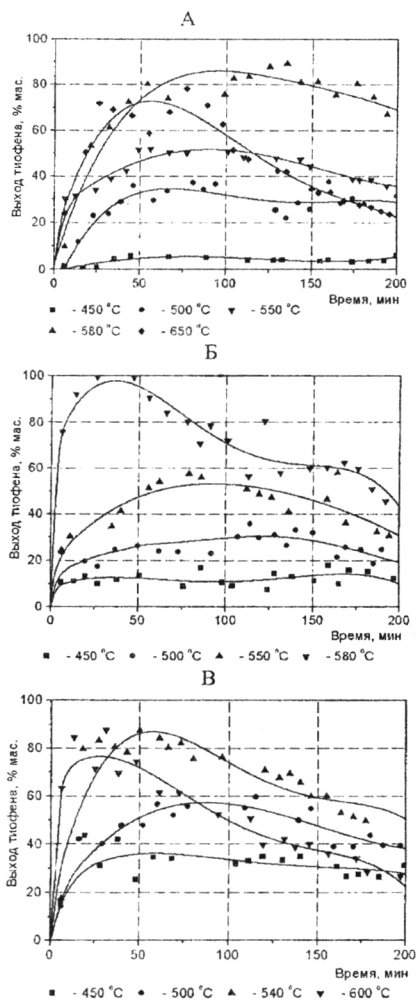 А
Выход тиофена, % мас.
100
80
60
40
20
0
0 50 100 150 200
Время, мин
- 450 °C - 500 °C - 550 °C
- 580 °C - 650 °C
Б
Выход тиофена, % мас.
100
80
60
40
20
0
0 50 100 150 200
Время, мин
- 450 °C - 500 °C - 550 °C - 580 °C
В
Выход тиофена, % мас.
100
80
60
40
20
0
0 50 100 150 200
Время, мин
- 450 °C - 500 °C - 540 °C - 600 °C